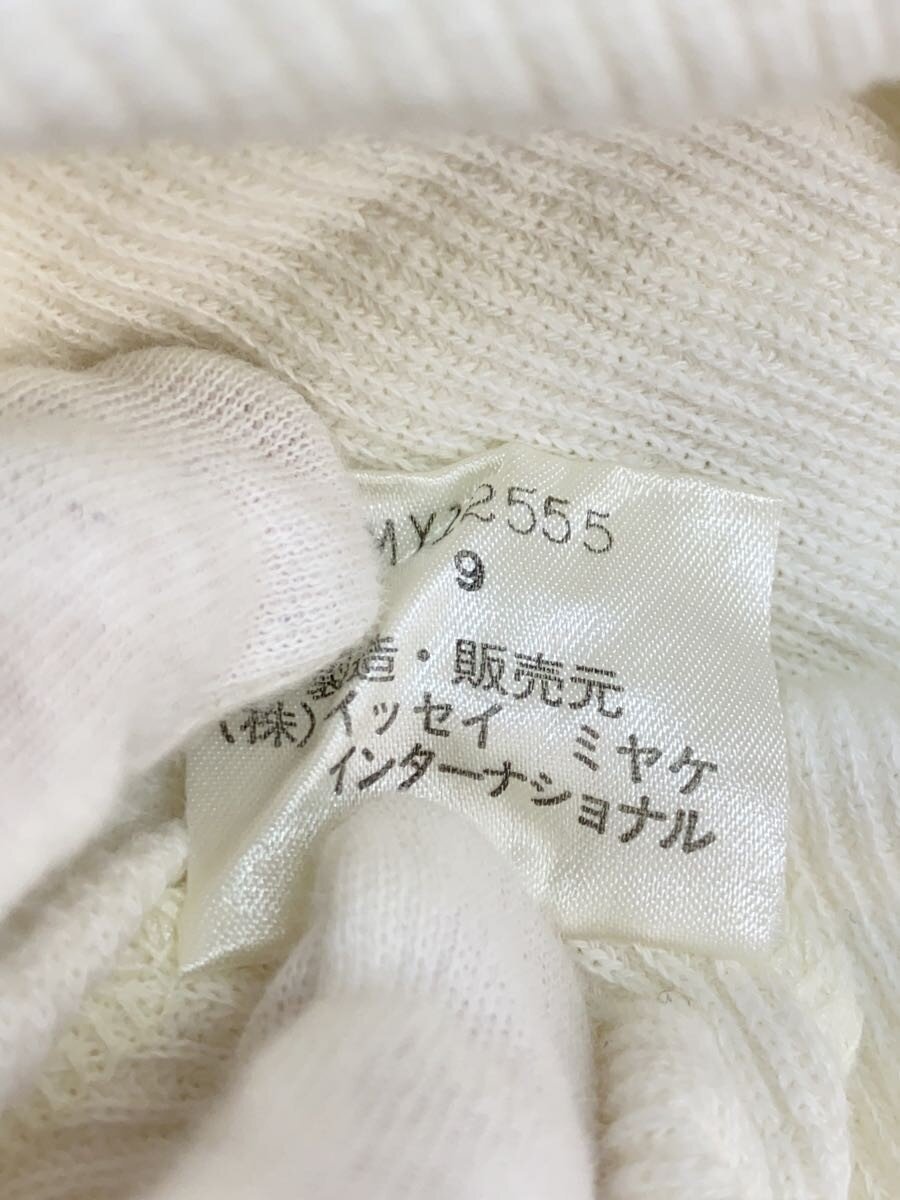 2555
9
製造・販売元
(株)イッセイ ミヤケ
インターナショナル